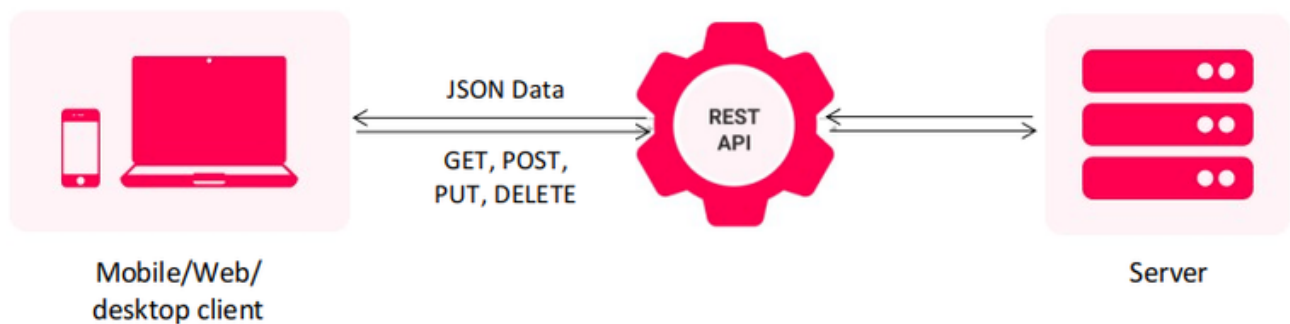 JSON Data
GET, POST,
PUT, DELETE
REST
API
Mobile/Web/
desktop client
Server